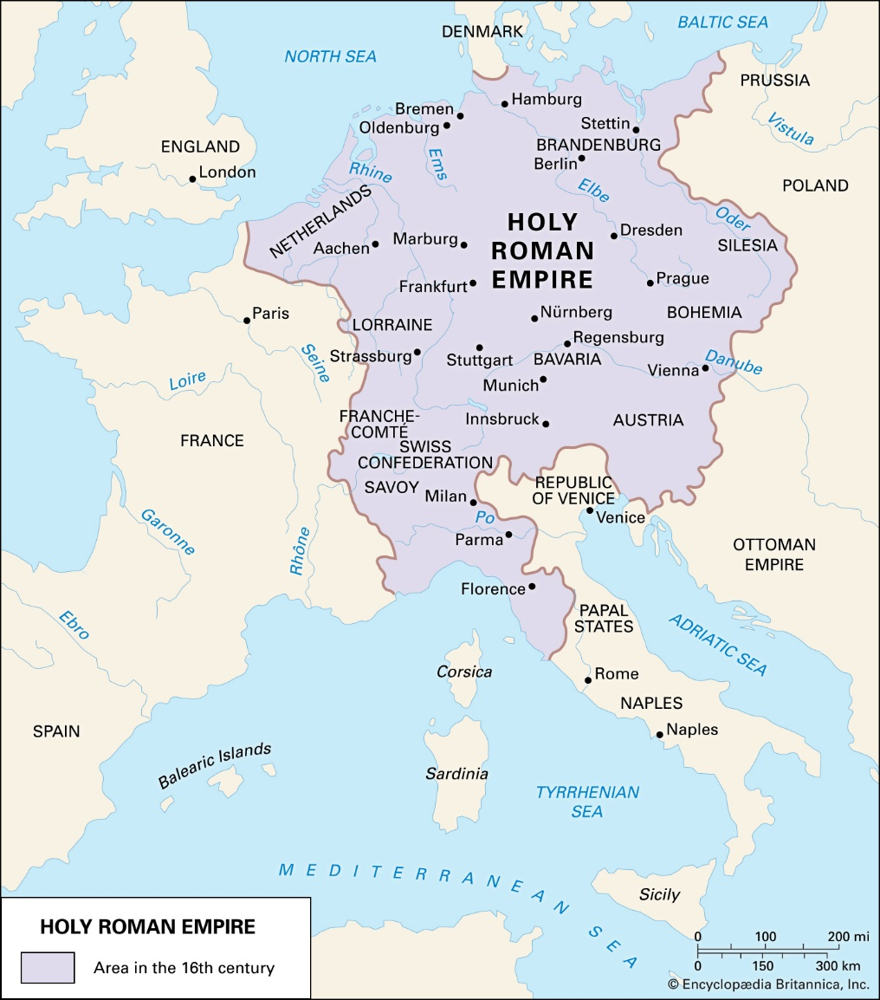 DENMARK
BALTIC SEA
NORTH SEA
PRUSSIA
Hamburg
Bremen
Oldenburg
Stettin
Vistula
ENGLAND
BRANDENBURG
Berlin
London
Rhine
Ems
Elbe
POLAND
NETHERLANDS
HOLY
ROMAN
EMPIRE
Oder
Dresden
SILESIA
Aachen
Marburg
Frankfurt
Prague
Paris
Nürnberg
BOHEMIA
LORRAINE
Regensburg
Strassburg
Stuttgart
BAVARIA
Seine
Loire
Munich
Vienna
Danube
FRANCHE-
COMTÉ
Innsbruck
AUSTRIA
FRANCE
SWISS
CONFEDERATION
SAVOY
Milan
REPUBLIC
OF VENICE
Po
Venice
Garonne
Rhône
Parma
OTTOMAN
EMPIRE
Florence
PAPAL
STATES
Ebro
ADRIATIC SEA
Corsica
Rome
NAPLES
Naples
SPAIN
Balearic Islands
Sardinia
TYRRHENIAN
SEA
MEDITERRANEAN SEA
Sicily
HOLY ROMAN EMPIRE
Area in the 16th century
0 100 200 mi
0 150 300 km
© Encyclopædia Britannica, Inc.